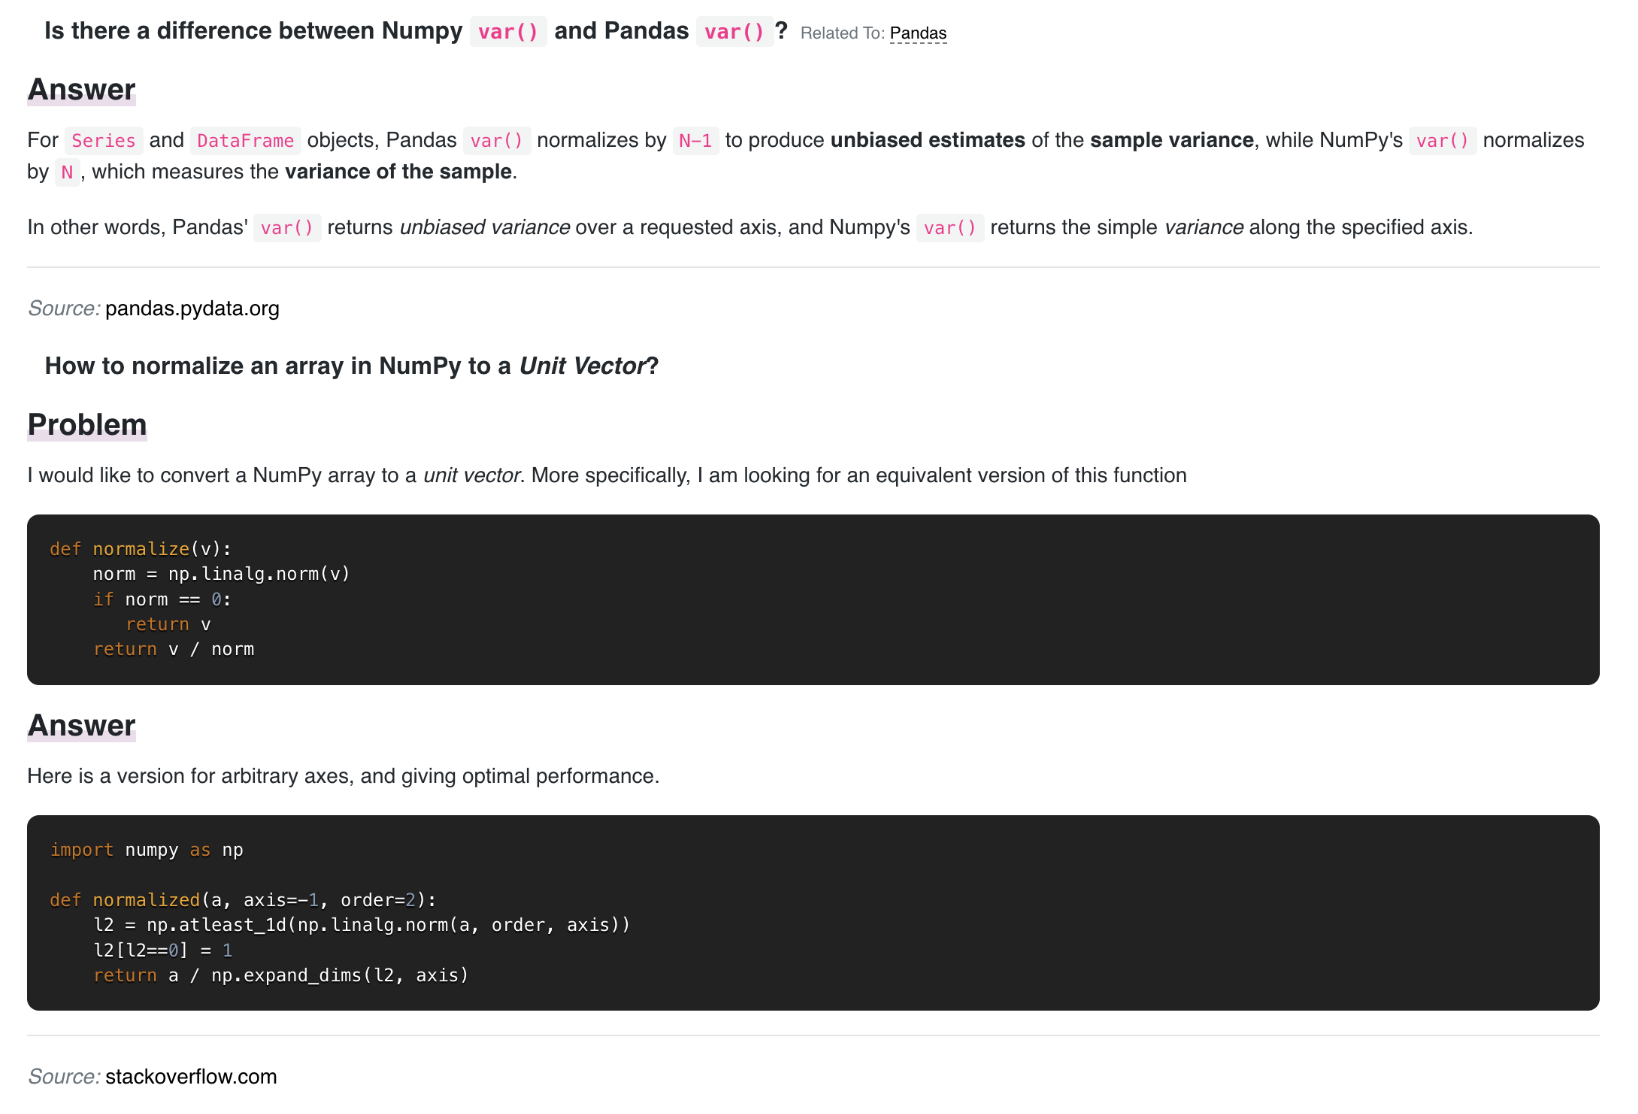 Is there a difference between Numpy var() and Pandas var()? Related To: Pandas
Answer
For Series and DataFrame objects, Pandas var() normalizes by N-1 to produce unbiased estimates of the sample variance, while NumPy's var() normalizes
by N, which measures the variance of the sample.
In other words, Pandas' var() returns unbiased variance over a requested axis, and Numpy's var() returns the simple variance along the specified axis.
Source: pandas.pydata.org
How to normalize an array in NumPy to a Unit Vector?
Problem
I would like to convert a NumPy array to a unit vector. More specifically, I am looking for an equivalent version of this function
def normalize(v):
    norm = np.linalg.norm(v)
    if norm == 0:
       return v
    return v / norm
Answer
Here is a version for arbitrary axes, and giving optimal performance.
import numpy as np
def normalized(a, axis=-1, order=2):
    l2 = np.atleast_1d(np.linalg.norm(a, order, axis))
    l2[l2==0] = 1
    return a / np.expand_dims(l2, axis)
Source: stackoverflow.com